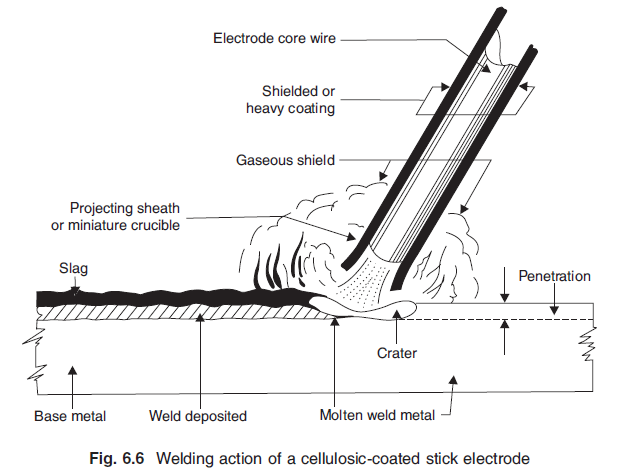 Electrode core wire
Shielded or
heavy coating
Gaseous shield
Projecting sheath
or miniature crucible
Slag
Penetration
Crater
Base metal
Weld deposited
Molten weld metal
Fig. 6.6 Welding action of a cellulosic-coated stick electrode